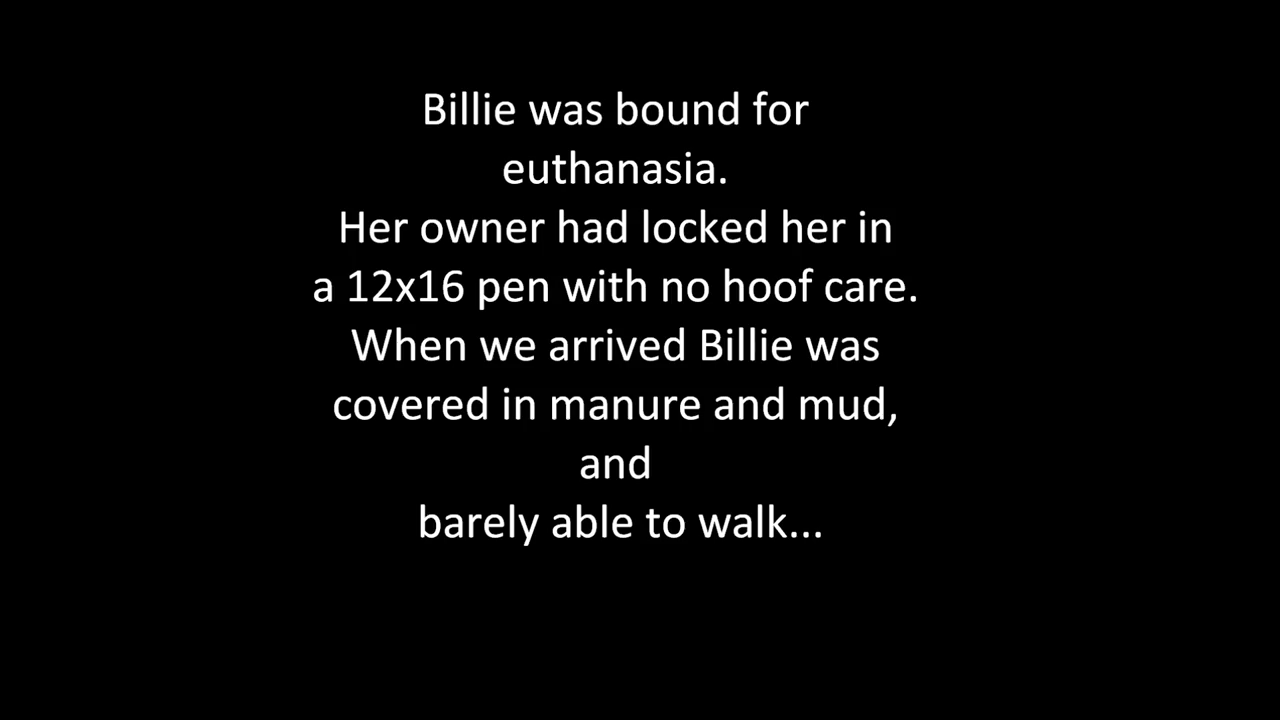 Billie was bound for
euthanasia.
Her owner had locked her in
a 12x16 pen with no hoof care.
When we arrived Billie was
covered in manure and mud,
and
barely able to walk...